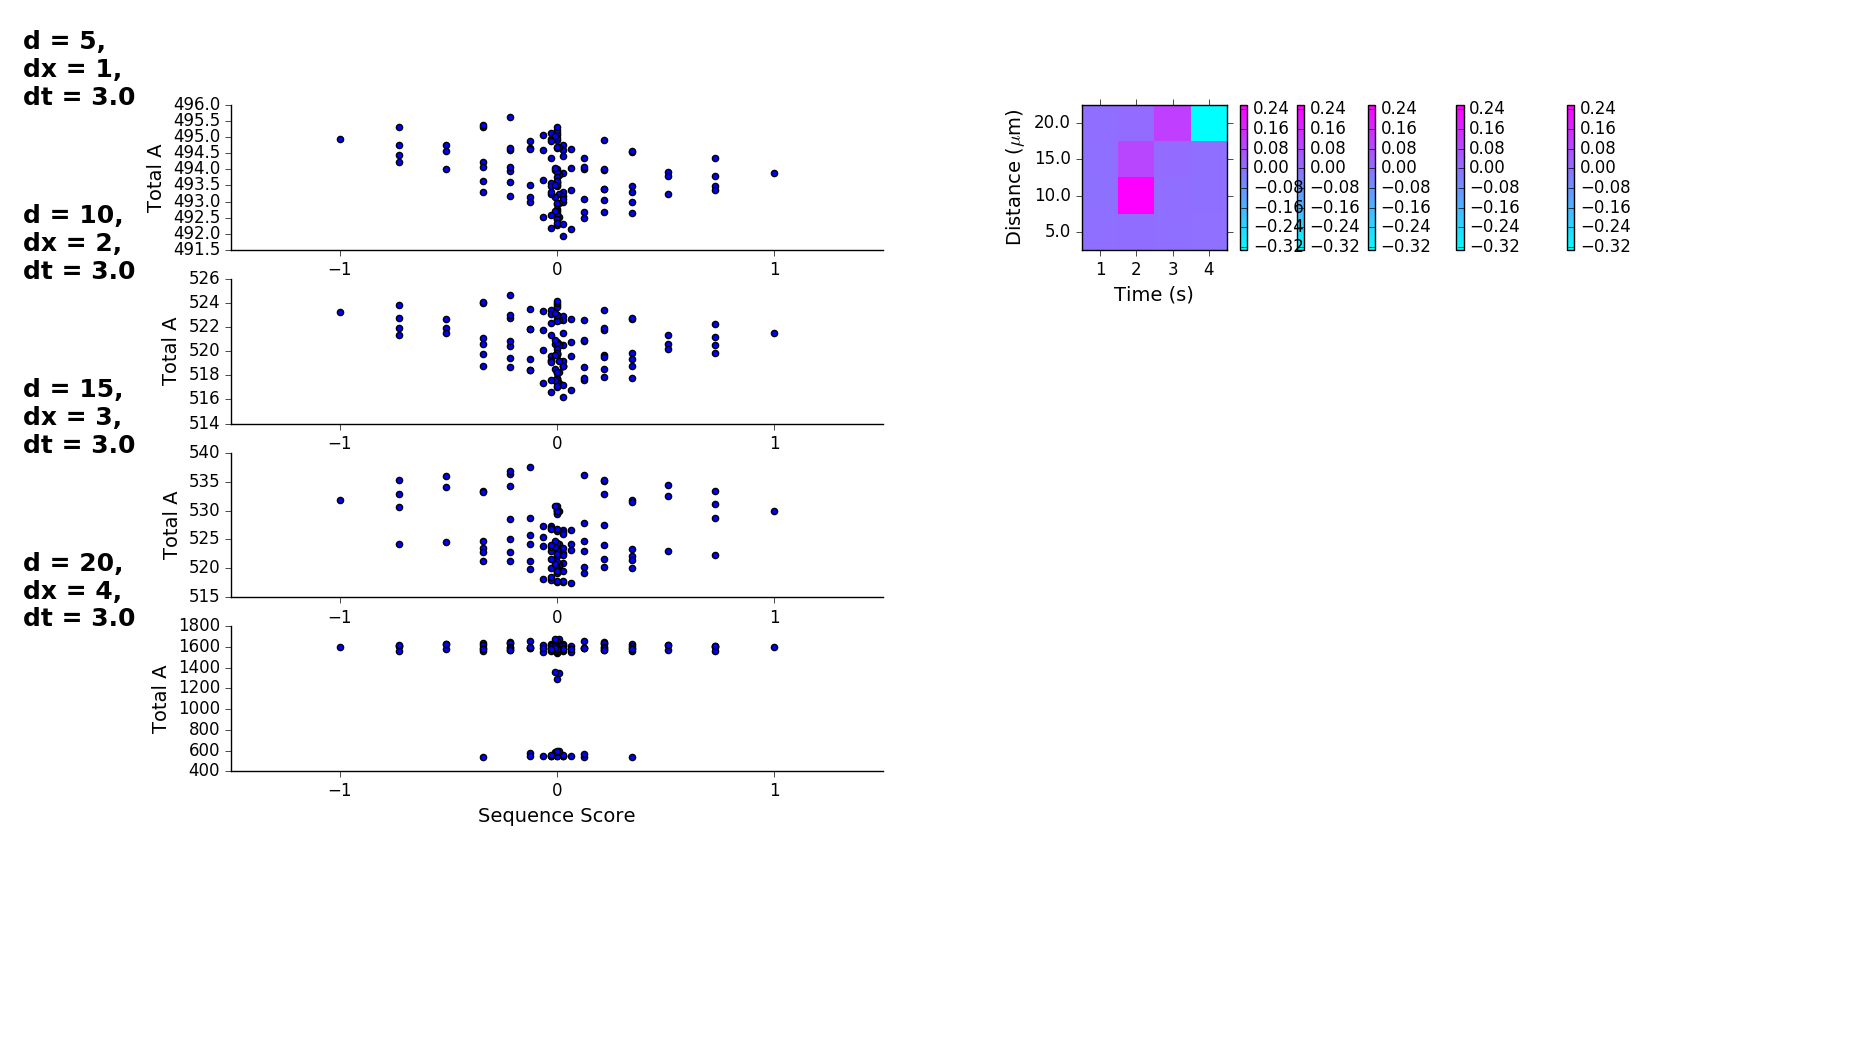 d = 5,
dx = 1,
dt = 3.0
Total A
496.0
495.5
495.0
494.5
494.0
493.5
493.0
492.5
492.0
491.5
−1 0 1
d = 10,
dx = 2,
dt = 3.0
Total A
526
524
522
520
518
516
514
−1 0 1
d = 15,
dx = 3,
dt = 3.0
Total A
540
535
530
525
520
515
−1 0 1
d = 20,
dx = 4,
dt = 3.0
Total A
1800
1600
1400
1200
1000
800
600
400
−1 0 1
Sequence Score
Distance (μm)
20.0
15.0
10.0
5.0
1 2 3 4
Time (s)
0.24 0.24 0.24 0.24 0.24
0.16 0.16 0.16 0.16 0.16
0.08 0.08 0.08 0.08 0.08
0.00 0.00 0.00 0.00 0.00
−0.08 −0.08 −0.08 −0.08 −0.08
−0.16 −0.16 −0.16 −0.16 −0.16
−0.24 −0.24 −0.24 −0.24 −0.24
−0.32 −0.32 −0.32 −0.32 −0.32